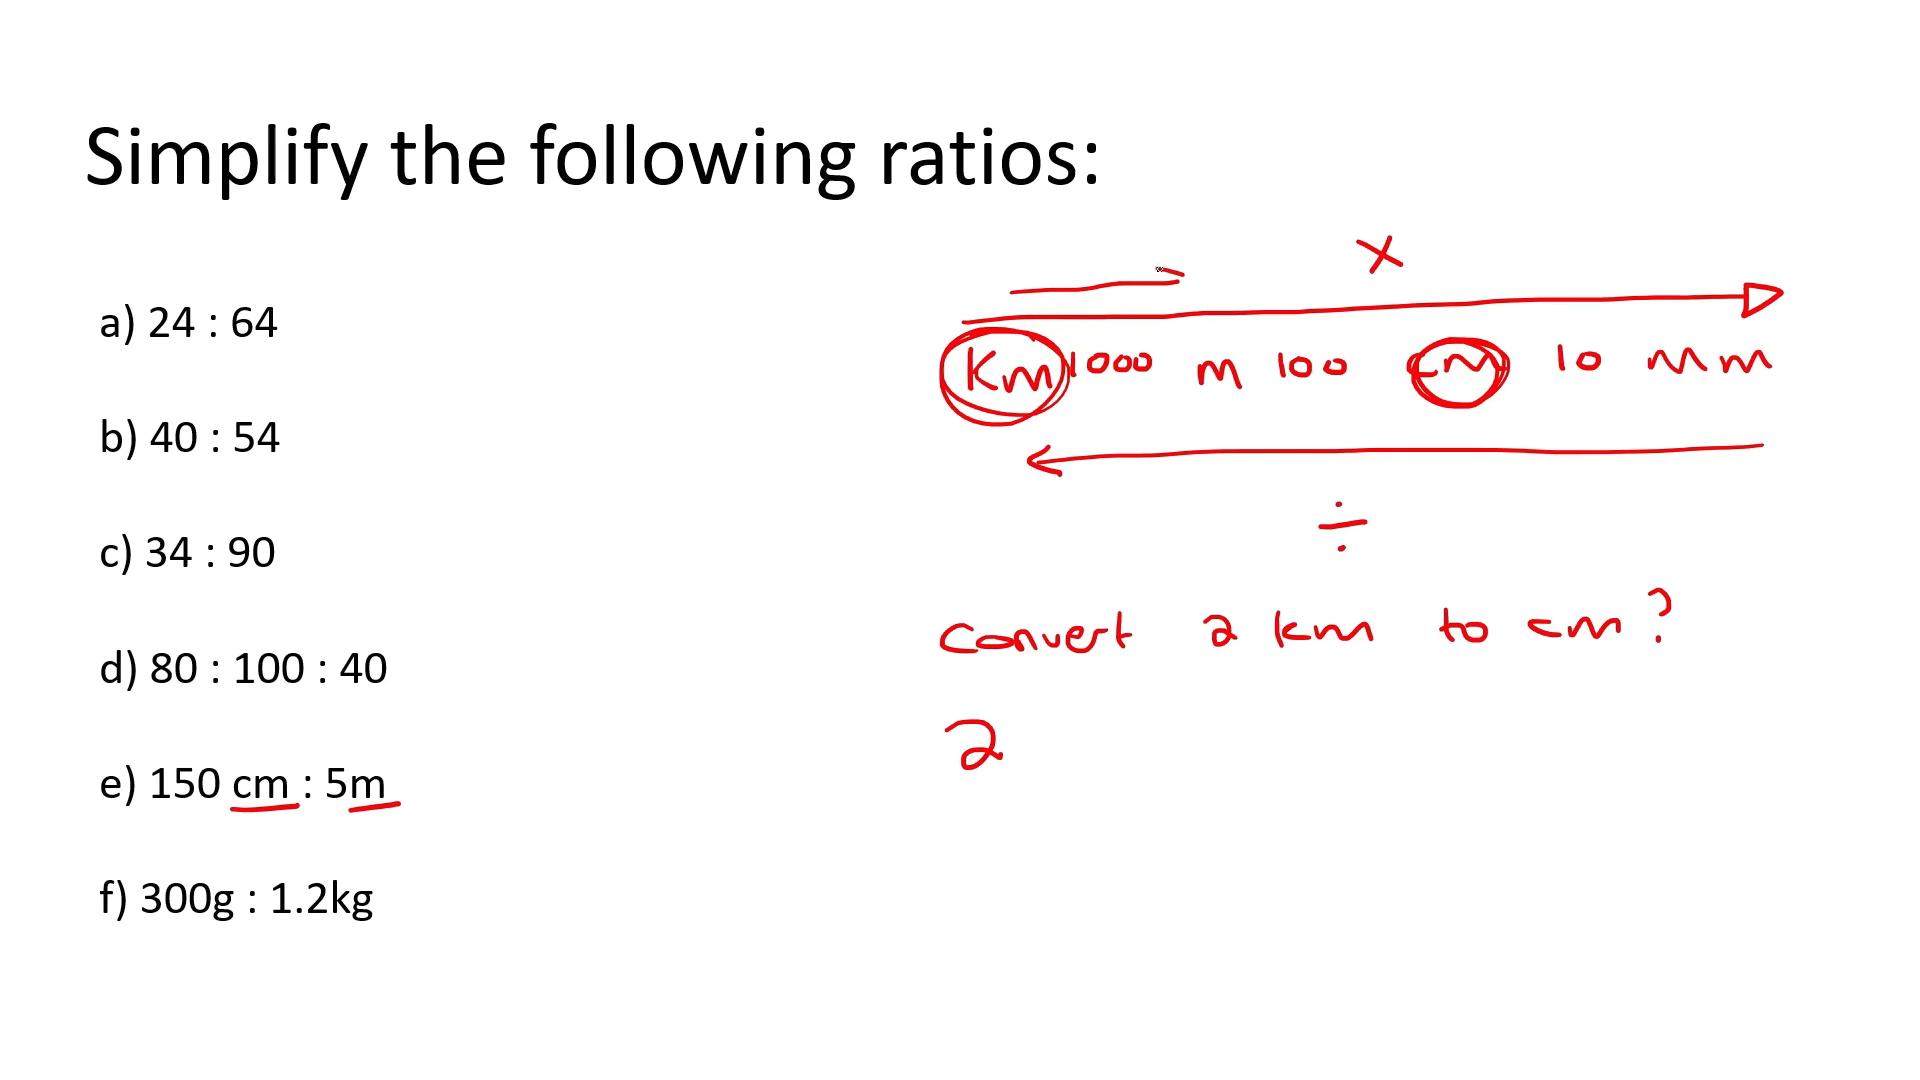 Simplify the following ratios:
a) 24 : 64
b) 40 : 54
c) 34 : 90
d) 80 : 100 : 40
e) 150 cm : 5m
f) 300g : 1.2kg
×
Km 1000 m 100 cm 10 mm
÷
convert 2 km to cm?
2